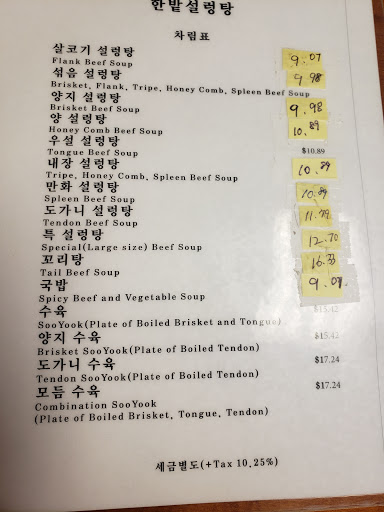 한밭설렁탕
차림표
살코기 설렁탕
Flank Beef Soup 9.07
섞음 설렁탕 9.98
Brisket, Flank, Tripe, Honey Comb, Spleen Beef Soup
양지 설렁탕
Brisket Beef Soup 9.98
양 설렁탕 10.89
Honey Comb Beef Soup
우설 설렁탕
Tongue Beef Soup $10.89
내장 설렁탕 10.89
Tripe, Honey Comb, Spleen Beef Soup
만화 설렁탕 10.89
Spleen Beef Soup
도가니 설렁탕 11.79
Tendon Beef Soup
특 설렁탕 12.70
Special(Large size) Beef Soup
꼬리탕 16.33
Tail Beef Soup
국밥 9.07
Spicy Beef and Vegetable Soup
수육 $15.42
SooYook(Plate of Boiled Brisket and Tongue)
양지 수육 $15.42
Brisket SooYook(Plate of Boiled Tendon)
도가니 수육 $17.24
Tendon SooYook(Plate of Boiled Tendon)
모듬 수육 $17.24
Combination SooYook
(Plate of Boiled Brisket, Tongue, Tendon)
세금별도(+Tax 10.25%)